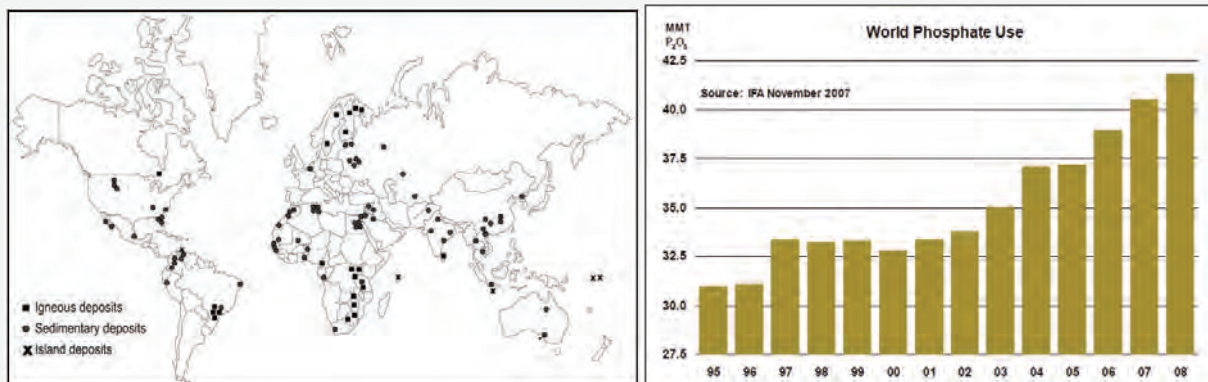 Igneous deposits
Sedimentary deposits
Island deposits
World Phosphate Use
MMT
P₂O₅
Source: IFA November 2007
42.5
40.0
37.5
35.0
32.5
30.0
27.5
95 96 97 98 99 00 01 02 03 04 05 06 07 08